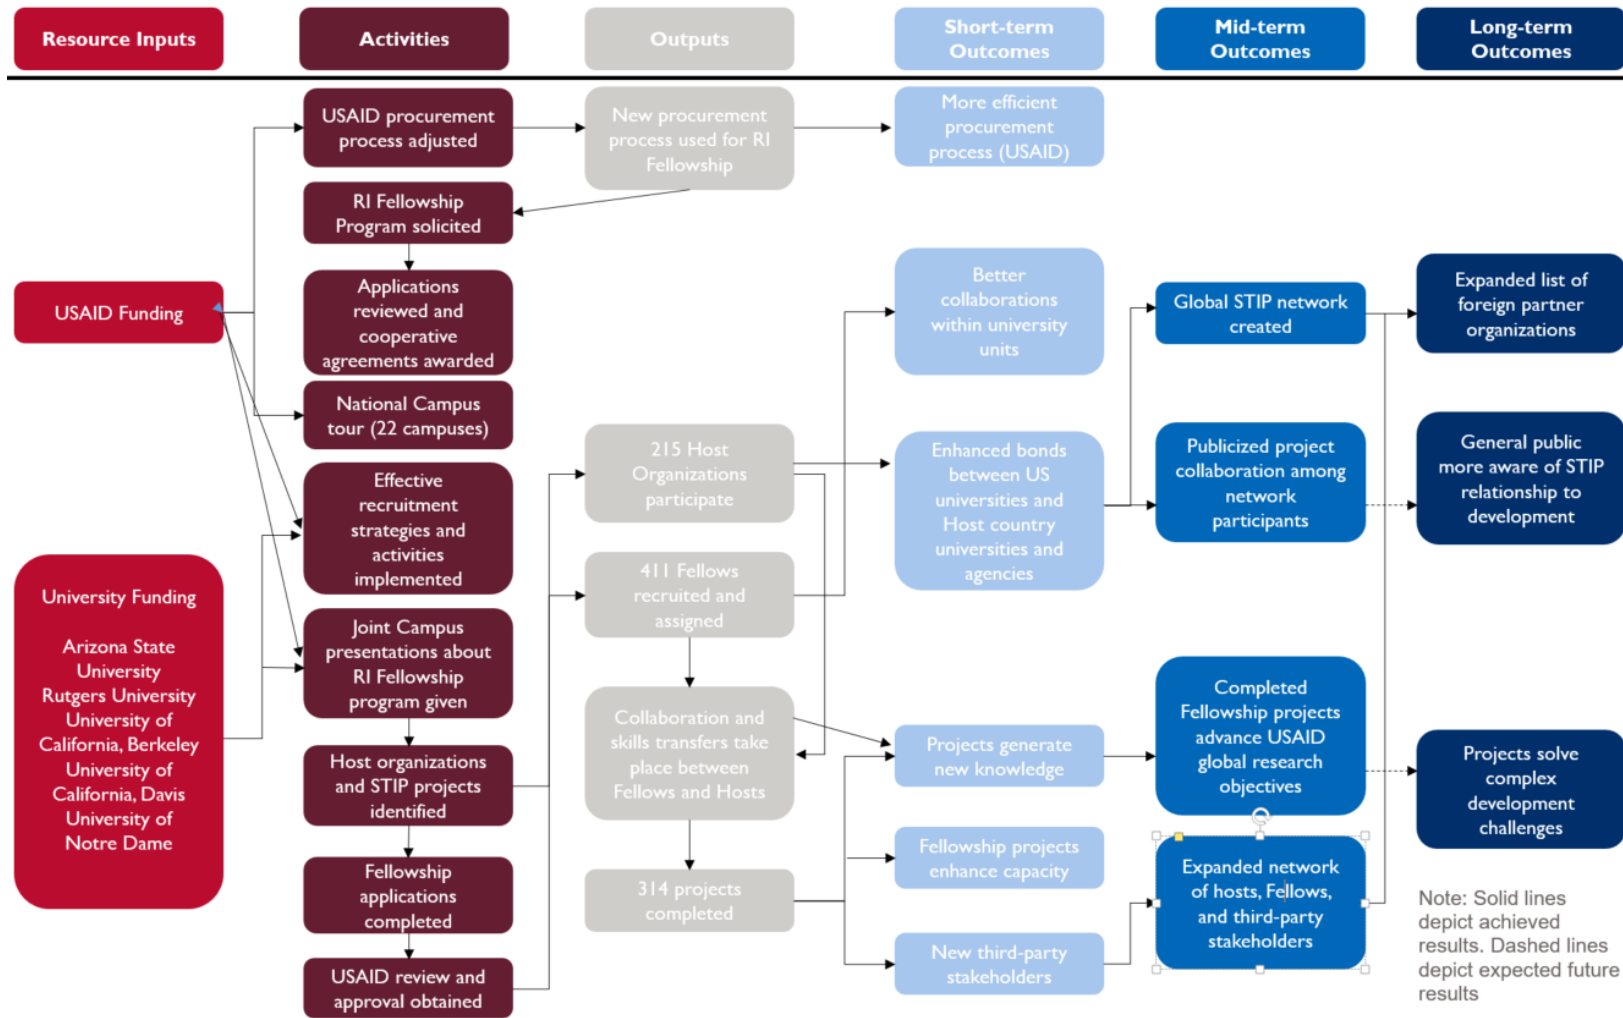 Resource Inputs
Activities
Outputs
Short-term
Outcomes
Mid-term
Outcomes
Long-term
Outcomes
USAID Funding
University Funding
Arizona State
University
Rutgers University
University of
California, Berkeley
University of
California, Davis
University of
Notre Dame
USAID procurement
process adjusted
RI Fellowship
Program solicited
Applications
reviewed and
cooperative
agreements awarded
National Campus
tour (22 campuses)
Effective
recruitment
strategies and
activities
implemented
Joint Campus
presentations about
RI Fellowship
program given
Host organizations
and STIP projects
identified
Fellowship
applications
completed
USAID review and
approval obtained
New procurement
process used for RI
Fellowship
215 Host
Organizations
participate
411 Fellows
recruited and
assigned
Collaboration and
skills transfers take
place between
Fellows and Hosts
314 projects
completed
More efficient
procurement
process (USAID)
Better
collaborations
within university
units
Enhanced bonds
between US
universities and
Host country
universities and
agencies
Projects generate
new knowledge
Fellowship projects
enhance capacity
New third-party
stakeholders
Global STIP network
created
Publicized project
collaboration among
network
participants
Completed
Fellowship projects
advance USAID
global research
objectives
Expanded network
of hosts, Fellows,
and third-party
stakeholders
Expanded list of
foreign partner
organizations
General public
more aware of STIP
relationship to
development
Projects solve
complex
development
challenges
Note: Solid lines
depict achieved
results. Dashed lines
depict expected future
results